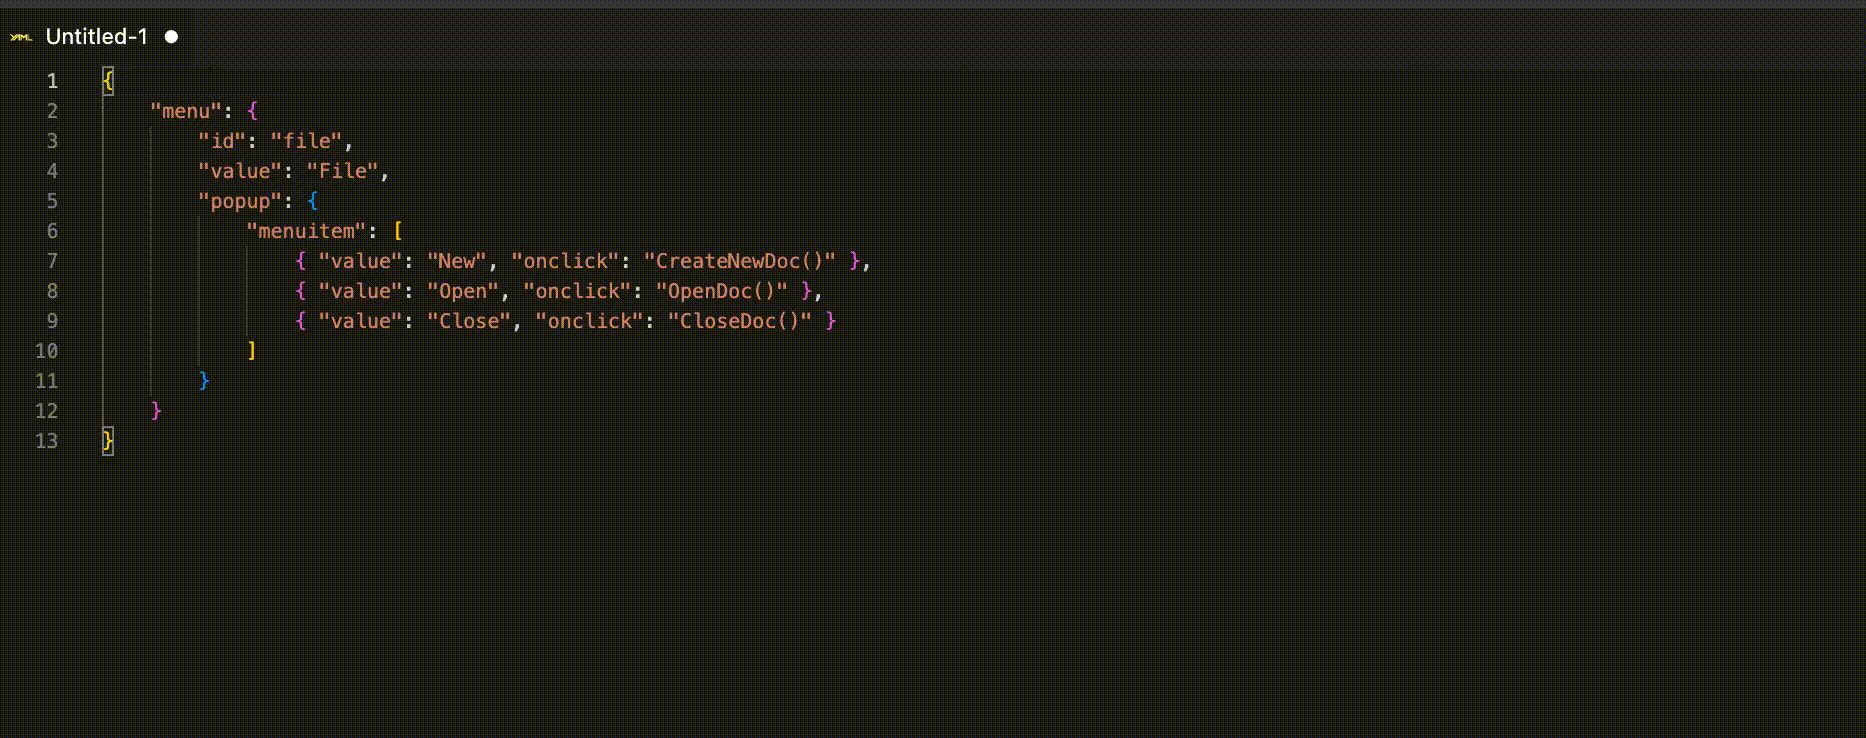 YAML Untitled-1
1 {
2     "menu": {
3         "id": "file",
4         "value": "File",
5         "popup": {
6             "menuitem": [
7                 { "value": "New", "onclick": "CreateNewDoc()" },
8                 { "value": "Open", "onclick": "OpenDoc()" },
9                 { "value": "Close", "onclick": "CloseDoc()" }
10             ]
11         }
12     }
13 }